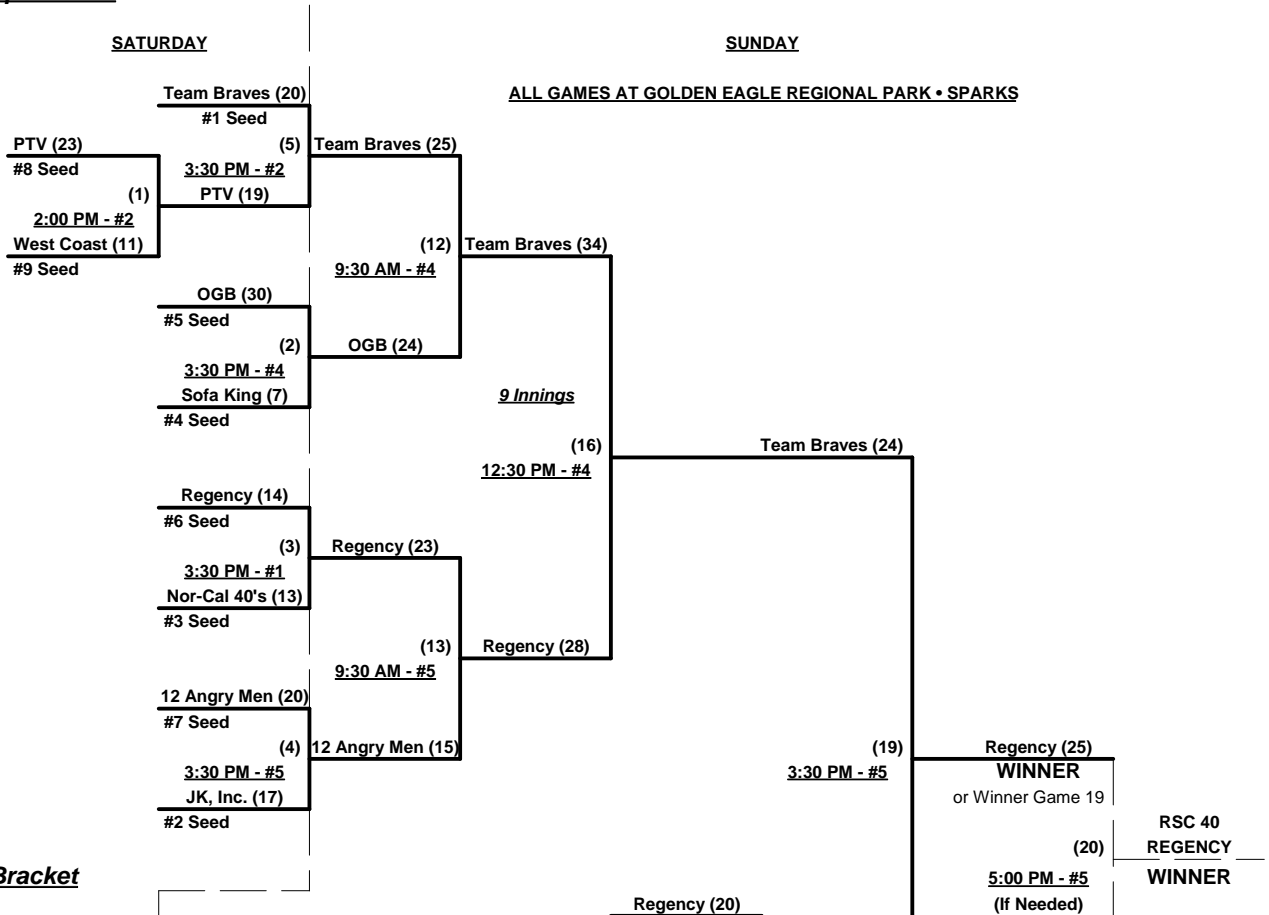 SATURDAY
SUNDAY
ALL GAMES AT GOLDEN EAGLE REGIONAL PARK • SPARKS
Team Braves (20)
#1 Seed
PTV (23)
#8 Seed
(5)
3:30 PM - #2
Team Braves (25)
(1)
2:00 PM - #2
PTV (19)
West Coast (11)
#9 Seed
(12)
9:30 AM - #4
Team Braves (34)
OGB (30)
#5 Seed
(2)
3:30 PM - #4
OGB (24)
Sofa King (7)
#4 Seed
9 Innings
(16)
12:30 PM - #4
Team Braves (24)
Regency (14)
#6 Seed
(3)
3:30 PM - #1
Regency (23)
Nor-Cal 40's (13)
#3 Seed
(13)
9:30 AM - #5
Regency (28)
12 Angry Men (20)
#7 Seed
(4)
3:30 PM - #5
12 Angry Men (15)
JK, Inc. (17)
#2 Seed
(19)
3:30 PM - #5
Regency (25)
WINNER
or Winner Game 19
RSC 40
(20)
REGENCY
5:00 PM - #5
WINNER
(If Needed)
Bracket
Regency (20)